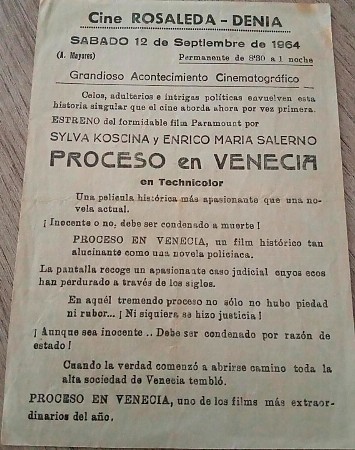 Cine ROSALEDA - DENIA
SABADO 12 de Septiembre de 1964
(A. Mayores) Permanente de 8'30 a 1 noche
Grandioso Acontecimiento Cinematográfico
Celos, adulterios e intrigas políticas envuelven esta
historia singular que el cine aborda ahora por vez primera.
ESTRENO del formidable film Paramount por
SYLVA KOSCINA y ENRICO MARIA SALERNO
PROCESO en VENECIA
en Technicolor
Una película histórica más apasionante que una no-
vela actual.
¡Inocente o no, debe ser condenado a muerte!
PROCESO EN VENECIA, un film histórico tan
alucinante como una novela policiaca.
La pantalla recoge un apasionante caso judicial cuyos ecos
han perdurado a través de los siglos.
En aquél tremendo proceso no sólo no hubo piedad
ni rubor... ¡Ni siquiera se hizo justicia!
¡Aunque sea inocente .. Debe ser condenado por razón de
estado!
Cuando la verdad comenzó a abrirse camino toda la
alta sociedad de Venecia tembló.
PROCESO EN VENECIA, uno de los films más extraor-
dinarios del año.